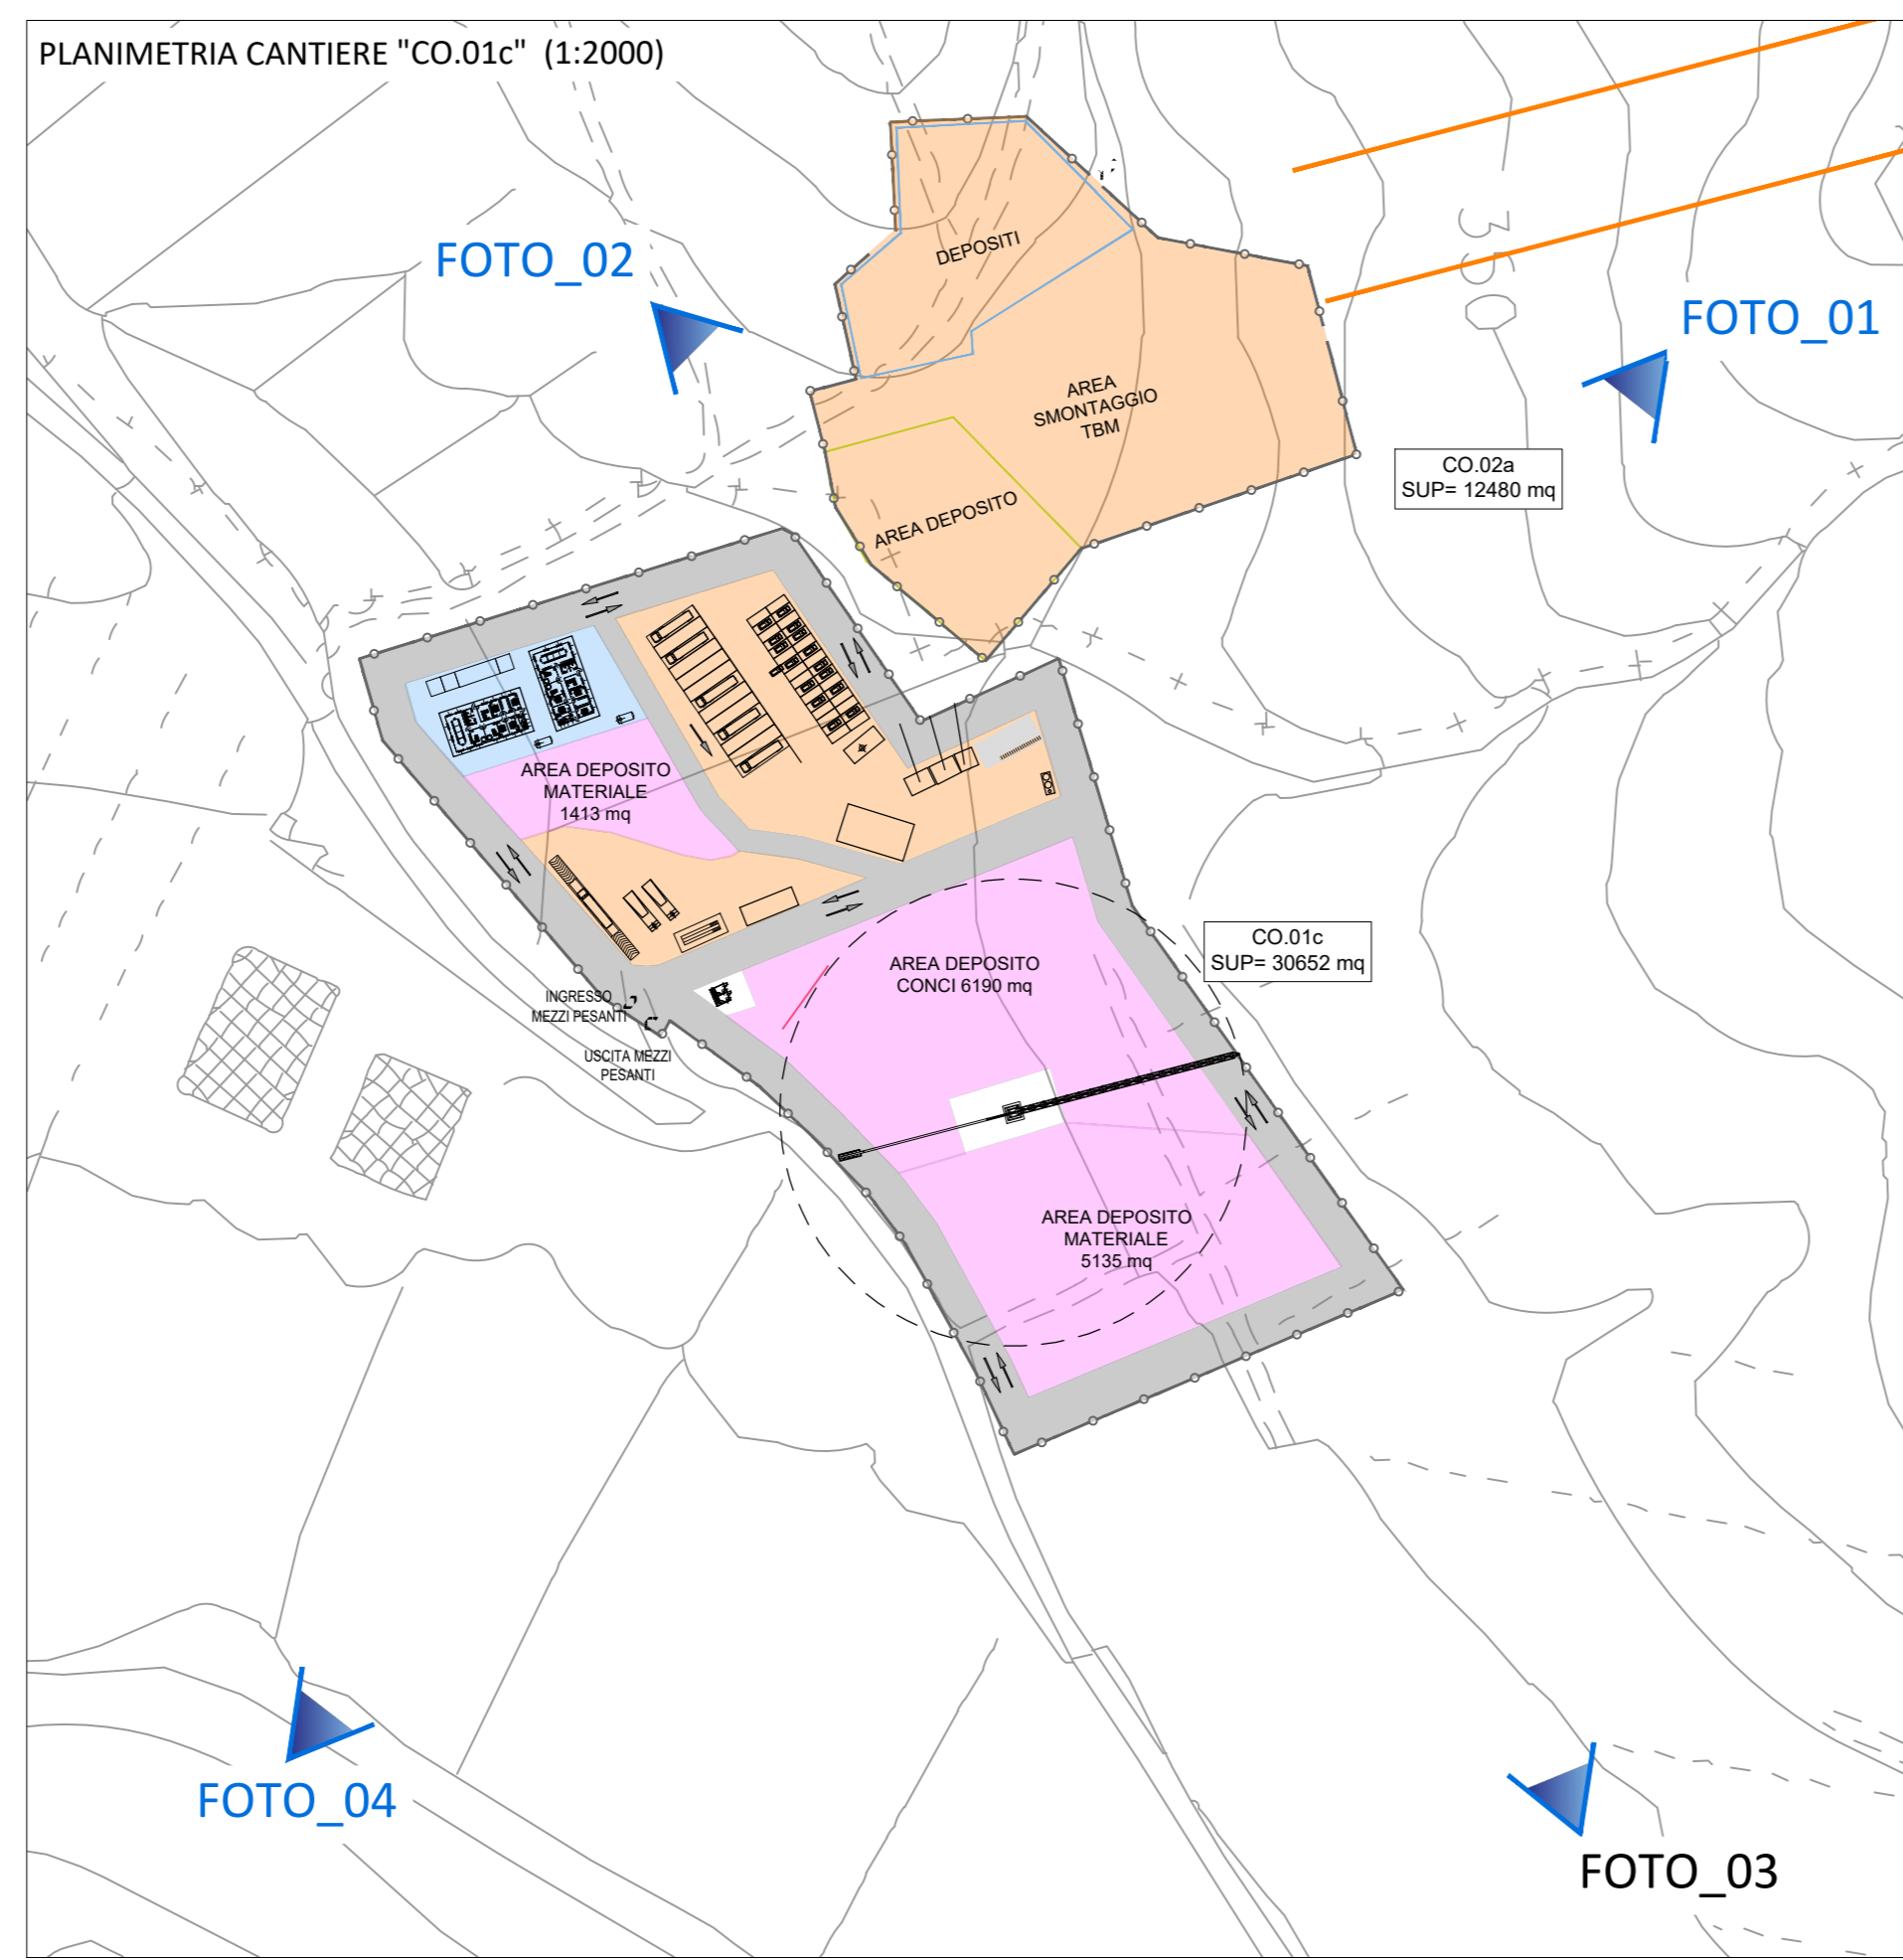 PLANIMETRIA CANTIERE "CO.01c" (1:2000)
FOTO_02
DEPOSITI
350
FOTO_01
AREA
SMONTAGGIO
TBM
CO.02a
SUP= 12480 mq
AREA DEPOSITO
AREA DEPOSITO
MATERIALE
1413 mq
CO.01c
SUP= 30652 mq
AREA DEPOSITO
CONCI 6190 mq
INGRESSO
MEZZI PESANTI
USCITA MEZZI
PESANTI
AREA DEPOSITO
MATERIALE
5135 mq
FOTO_04
FOTO_03